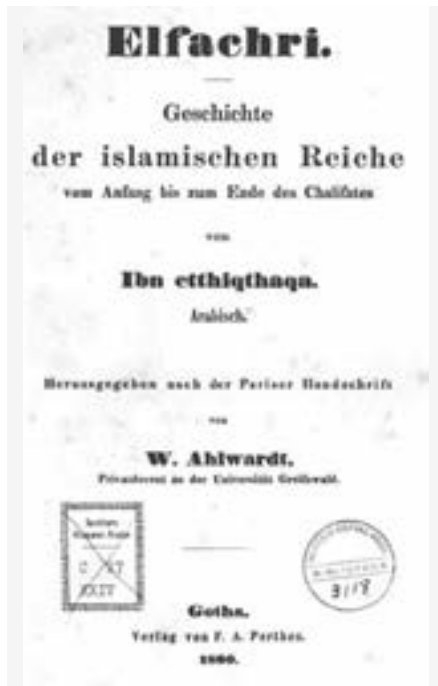 Elfachri.
Geschichte
der islamischen Reiche
vom Anfang bis zum Ende des Chalifates
von
Ibn etthiqthaqa.
Arabisch.
Herausgegeben nach der Pariser Handschrift
von
W. Ahlwardt,
Privatdocent an der Universität Greifswald.
3118
Gotha.
Verlag von F. A. Perthes.
1860.